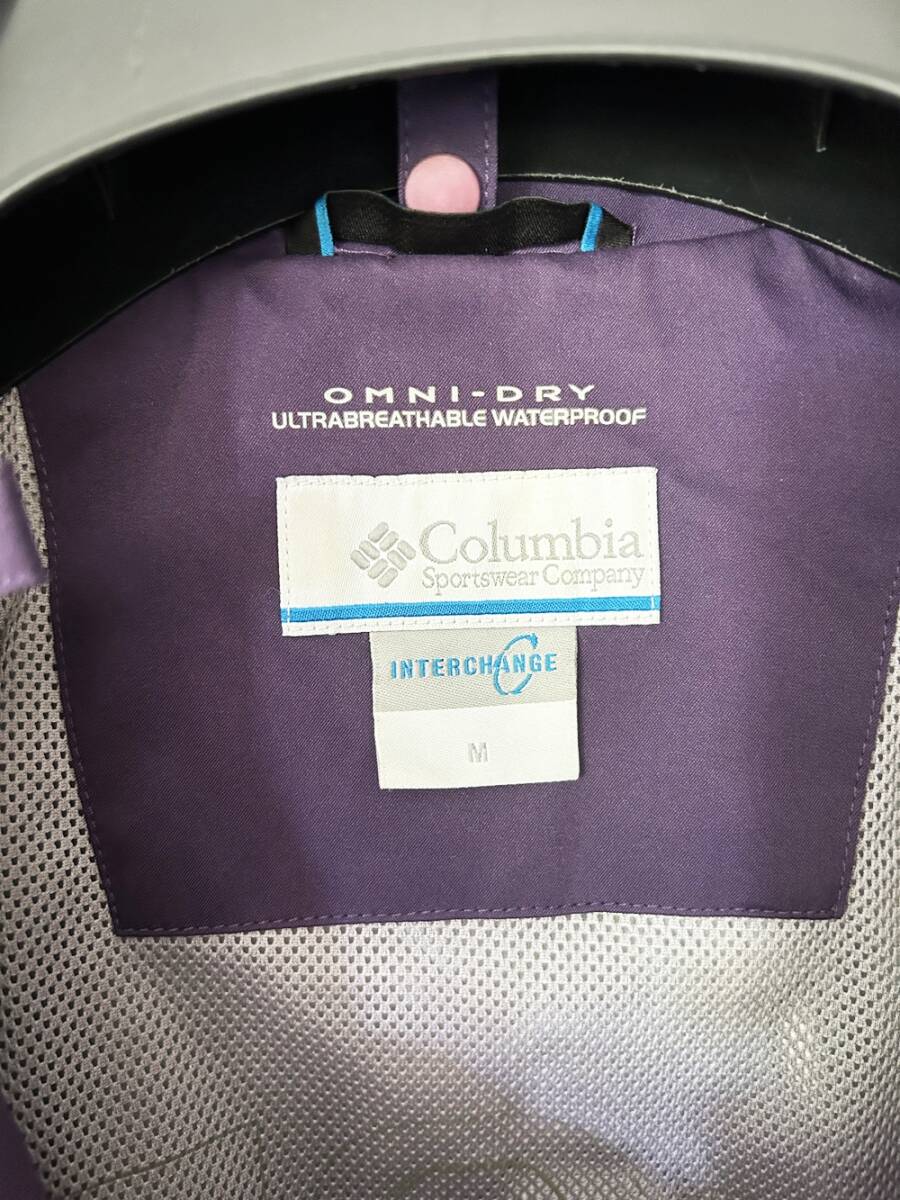 OMNI-DRY
ULTRABREATHABLE WATERPROOF
Columbia
Sportswear Company
INTERCHANGE
M